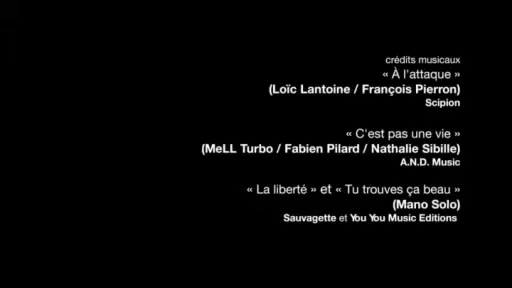 crédits musicaux
« À l'attaque »
(Loïc Lantoine / François Pierron)
Scipion
« C'est pas une vie »
(MeLL Turbo / Fabien Pilard / Nathalie Sibille)
A.N.D. Music
« La liberté » et « Tu trouves ça beau »
(Mano Solo)
Sauvagette et You You Music Editions